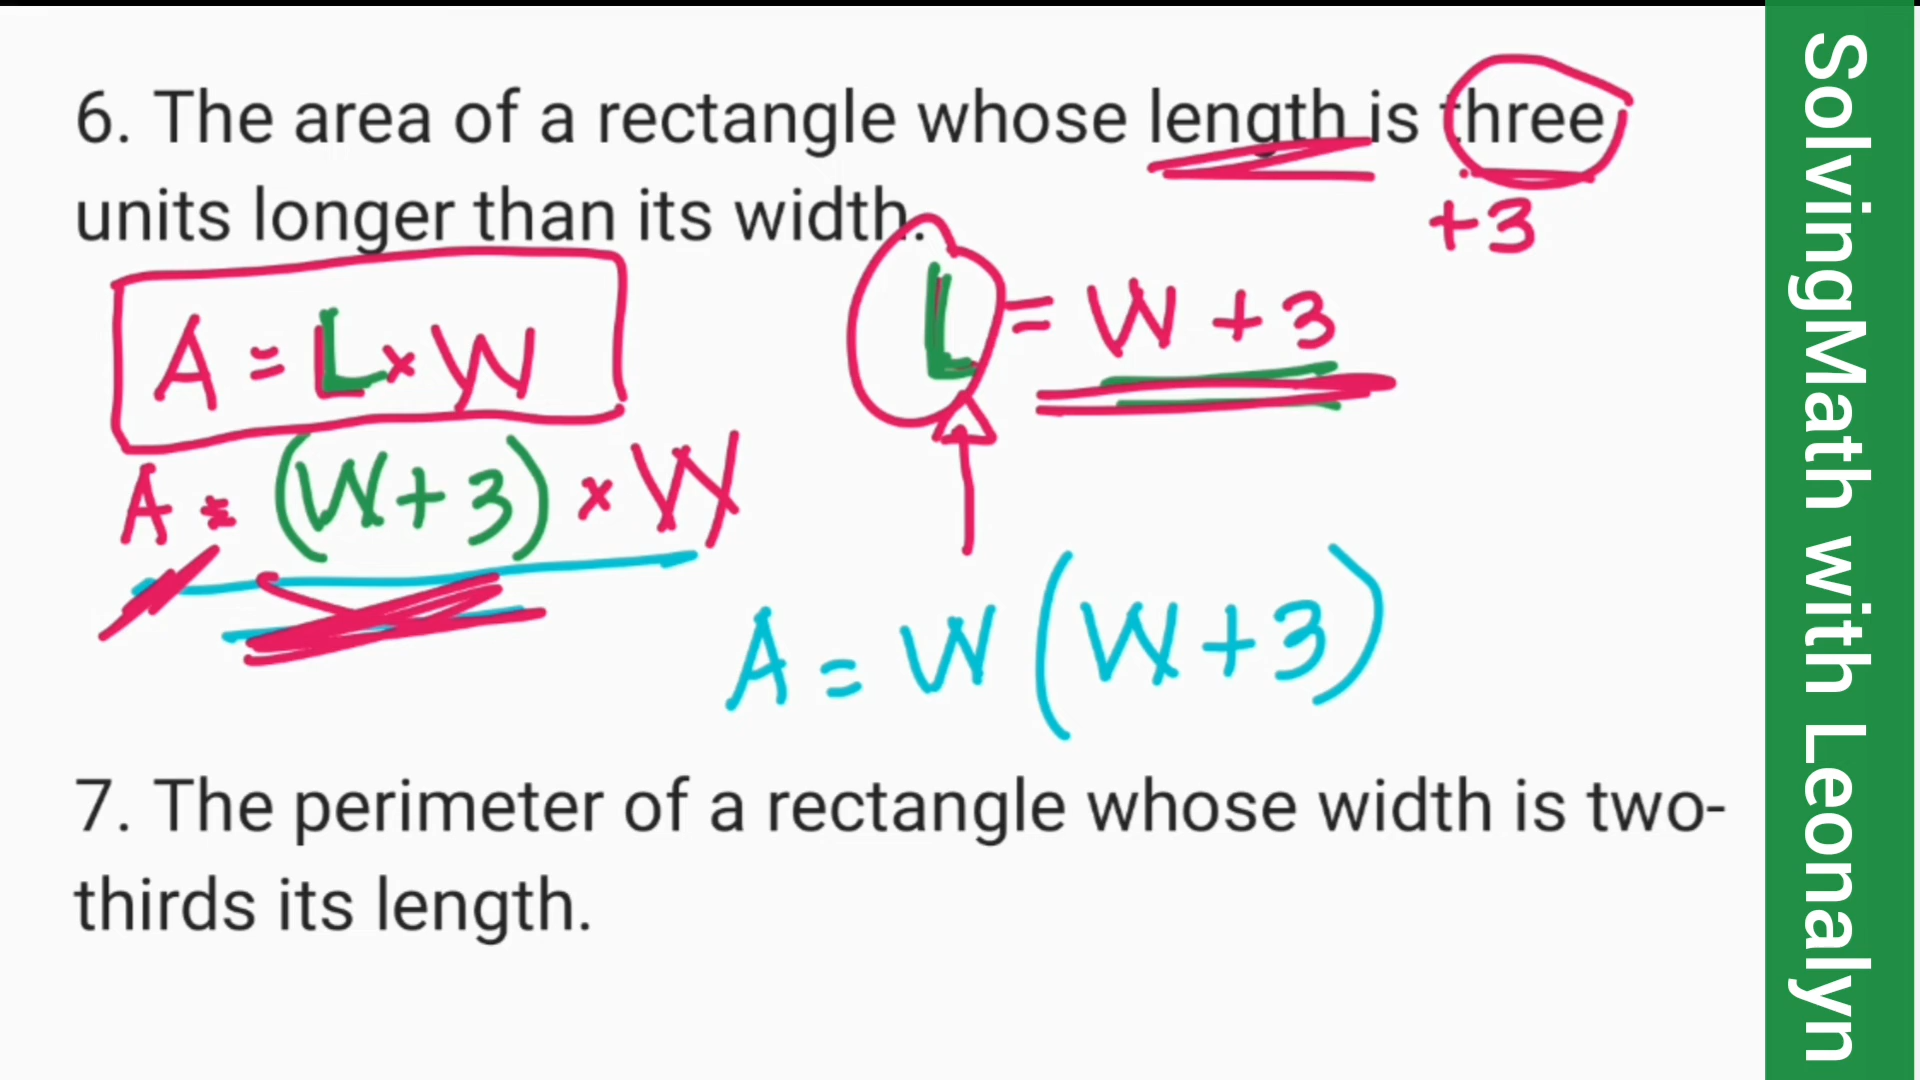 6. The area of a rectangle whose length is three
+3
units longer than its width.
A = L × W
L = W + 3
A = (W+3) × W
A = W (W+3)
7. The perimeter of a rectangle whose width is two-
thirds its length.
SolvingMath with Leonalyn